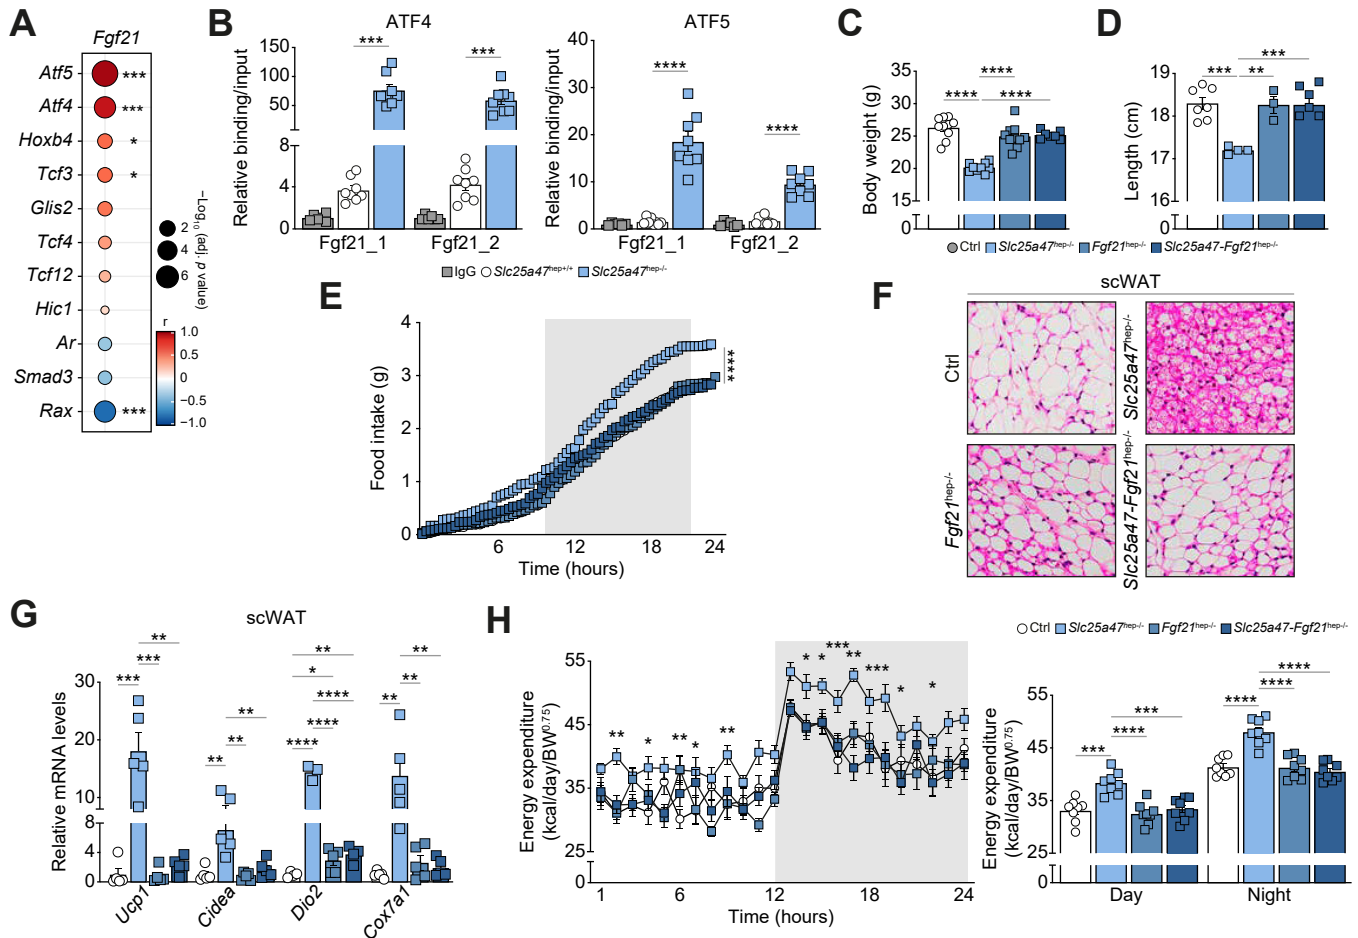 A
Fgf21
Atf5
***
Atf4
***
Hoxb4
*
Tcf3
*
Glis2
Tcf4
Tcf12
Hic1
Ar
Smad3
Rax
***
−Log₁₀ (adj. p value)
2
4
6
r
1.0
0.5
0
−0.5
−1.0
B
ATF4
Relative binding/input
150
100
50
8
4
0
***
***
Fgf21_1
Fgf21_2
ATF5
Relative binding/input
40
20
10
0
****
****
Fgf21_1
Fgf21_2
IgG Slc25a47hep+/+ Slc25a47hep-/-
C
Body weight (g)
35
30
25
20
15
0
****
****
****
D
Length (cm)
19
18
17
16
0
***
***
**
Ctrl Slc25a47hep-/- Fgf21hep-/- Slc25a47-Fgf21hep-/-
E
Food intake (g)
4
3
2
1
0
6
12
18
24
Time (hours)
****
F
scWAT
Ctrl
Slc25a47hep-/-
Fgf21hep-/-
Slc25a47-Fgf21hep-/-
G
scWAT
Relative mRNA levels
30
20
10
8
4
0
**
***
***
**
**
**
**
*
****
****
****
**
**
**
Ucp1
Cidea
Dio2
Cox7a1
H
Ctrl Slc25a47hep-/- Fgf21hep-/- Slc25a47-Fgf21hep-/-
Energy expenditure
(kcal/day/BW0.75)
55
45
35
25
0
** * ** * ** * * *** ** *** * *
1
6
12
18
24
Time (hours)
Energy expenditure
(kcal/day/BW0.75)
55
45
35
25
0
***
****
***
****
****
****
Day
Night